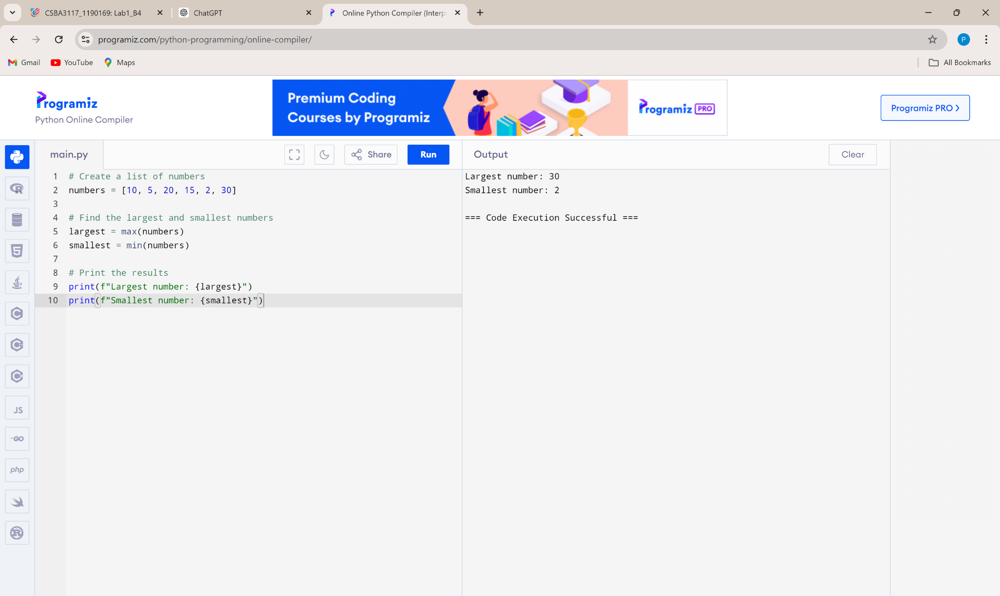 CSBA3117_1190169: Lab1_B4
ChatGPT
Online Python Compiler (Interp
programiz.com/python-programming/online-compiler/
P
Gmail
YouTube
Maps
All Bookmarks
Programiz
Python Online Compiler
Premium Coding
Courses by Programiz
Programiz PRO
Programiz PRO
main.py
Share
Run
Output
Clear
1 # Create a list of numbers
2 numbers = [10, 5, 20, 15, 2, 30]
3
4 # Find the largest and smallest numbers
5 largest = max(numbers)
6 smallest = min(numbers)
7
8 # Print the results
9 print(f"Largest number: {largest}")
10 print(f"Smallest number: {smallest}")
Largest number: 30
Smallest number: 2
=== Code Execution Successful ===
R
5
C
C
C
JS
GO
php
R